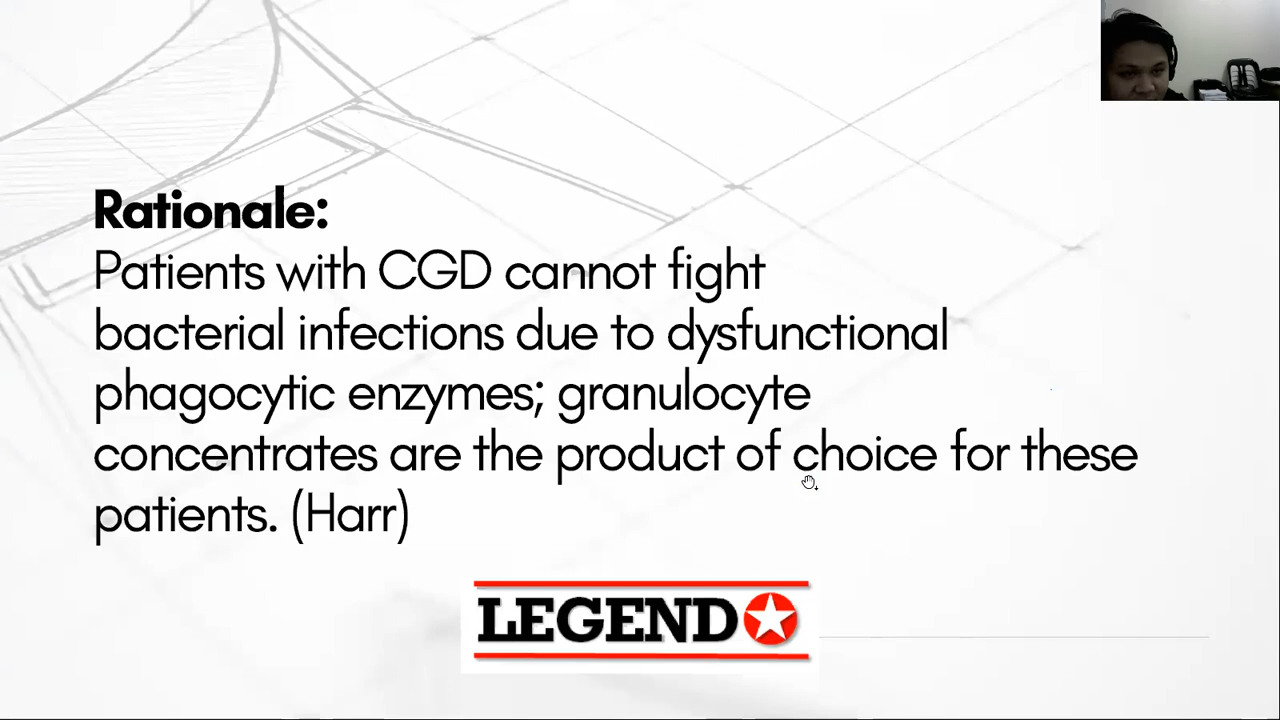 Rationale:
Patients with CGD cannot fight
bacterial infections due to dysfunctional
phagocytic enzymes; granulocyte
concentrates are the product of choice for these
patients. (Harr)
LEGEND